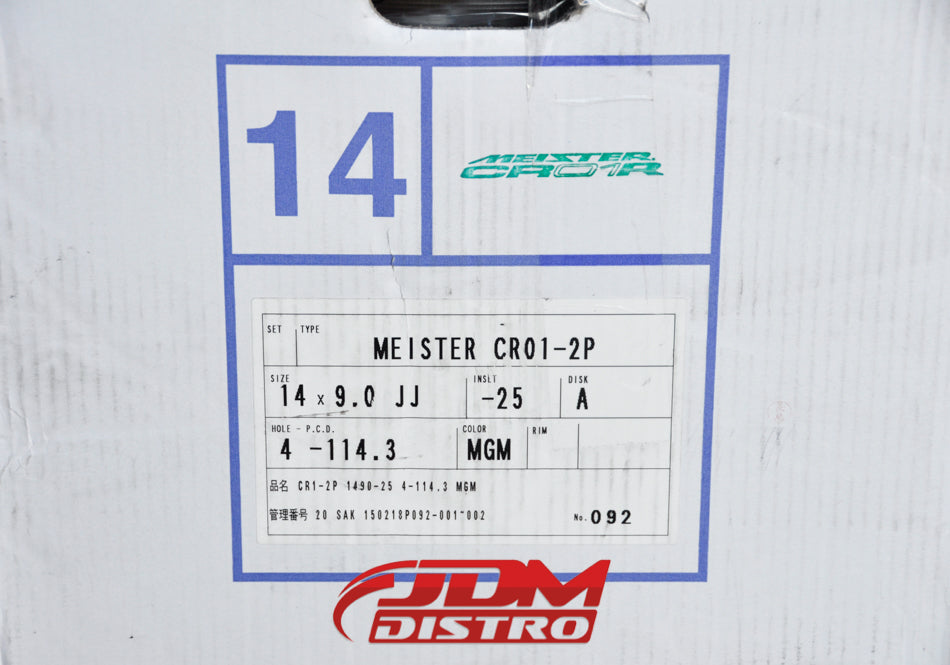 14
MEISTER
CR01R
SET TYPE
MEISTER CR01-2P
SIZE INSET DISK
14 x 9.0 JJ -25 A
HOLE - P.C.D. COLOR RIM
4 -114.3 MGM
品名 CR1-2P 1490-25 4-114.3 MGM
管理番号 20 SAK 150218P092-001~002 No. 092
JDM
DISTRO